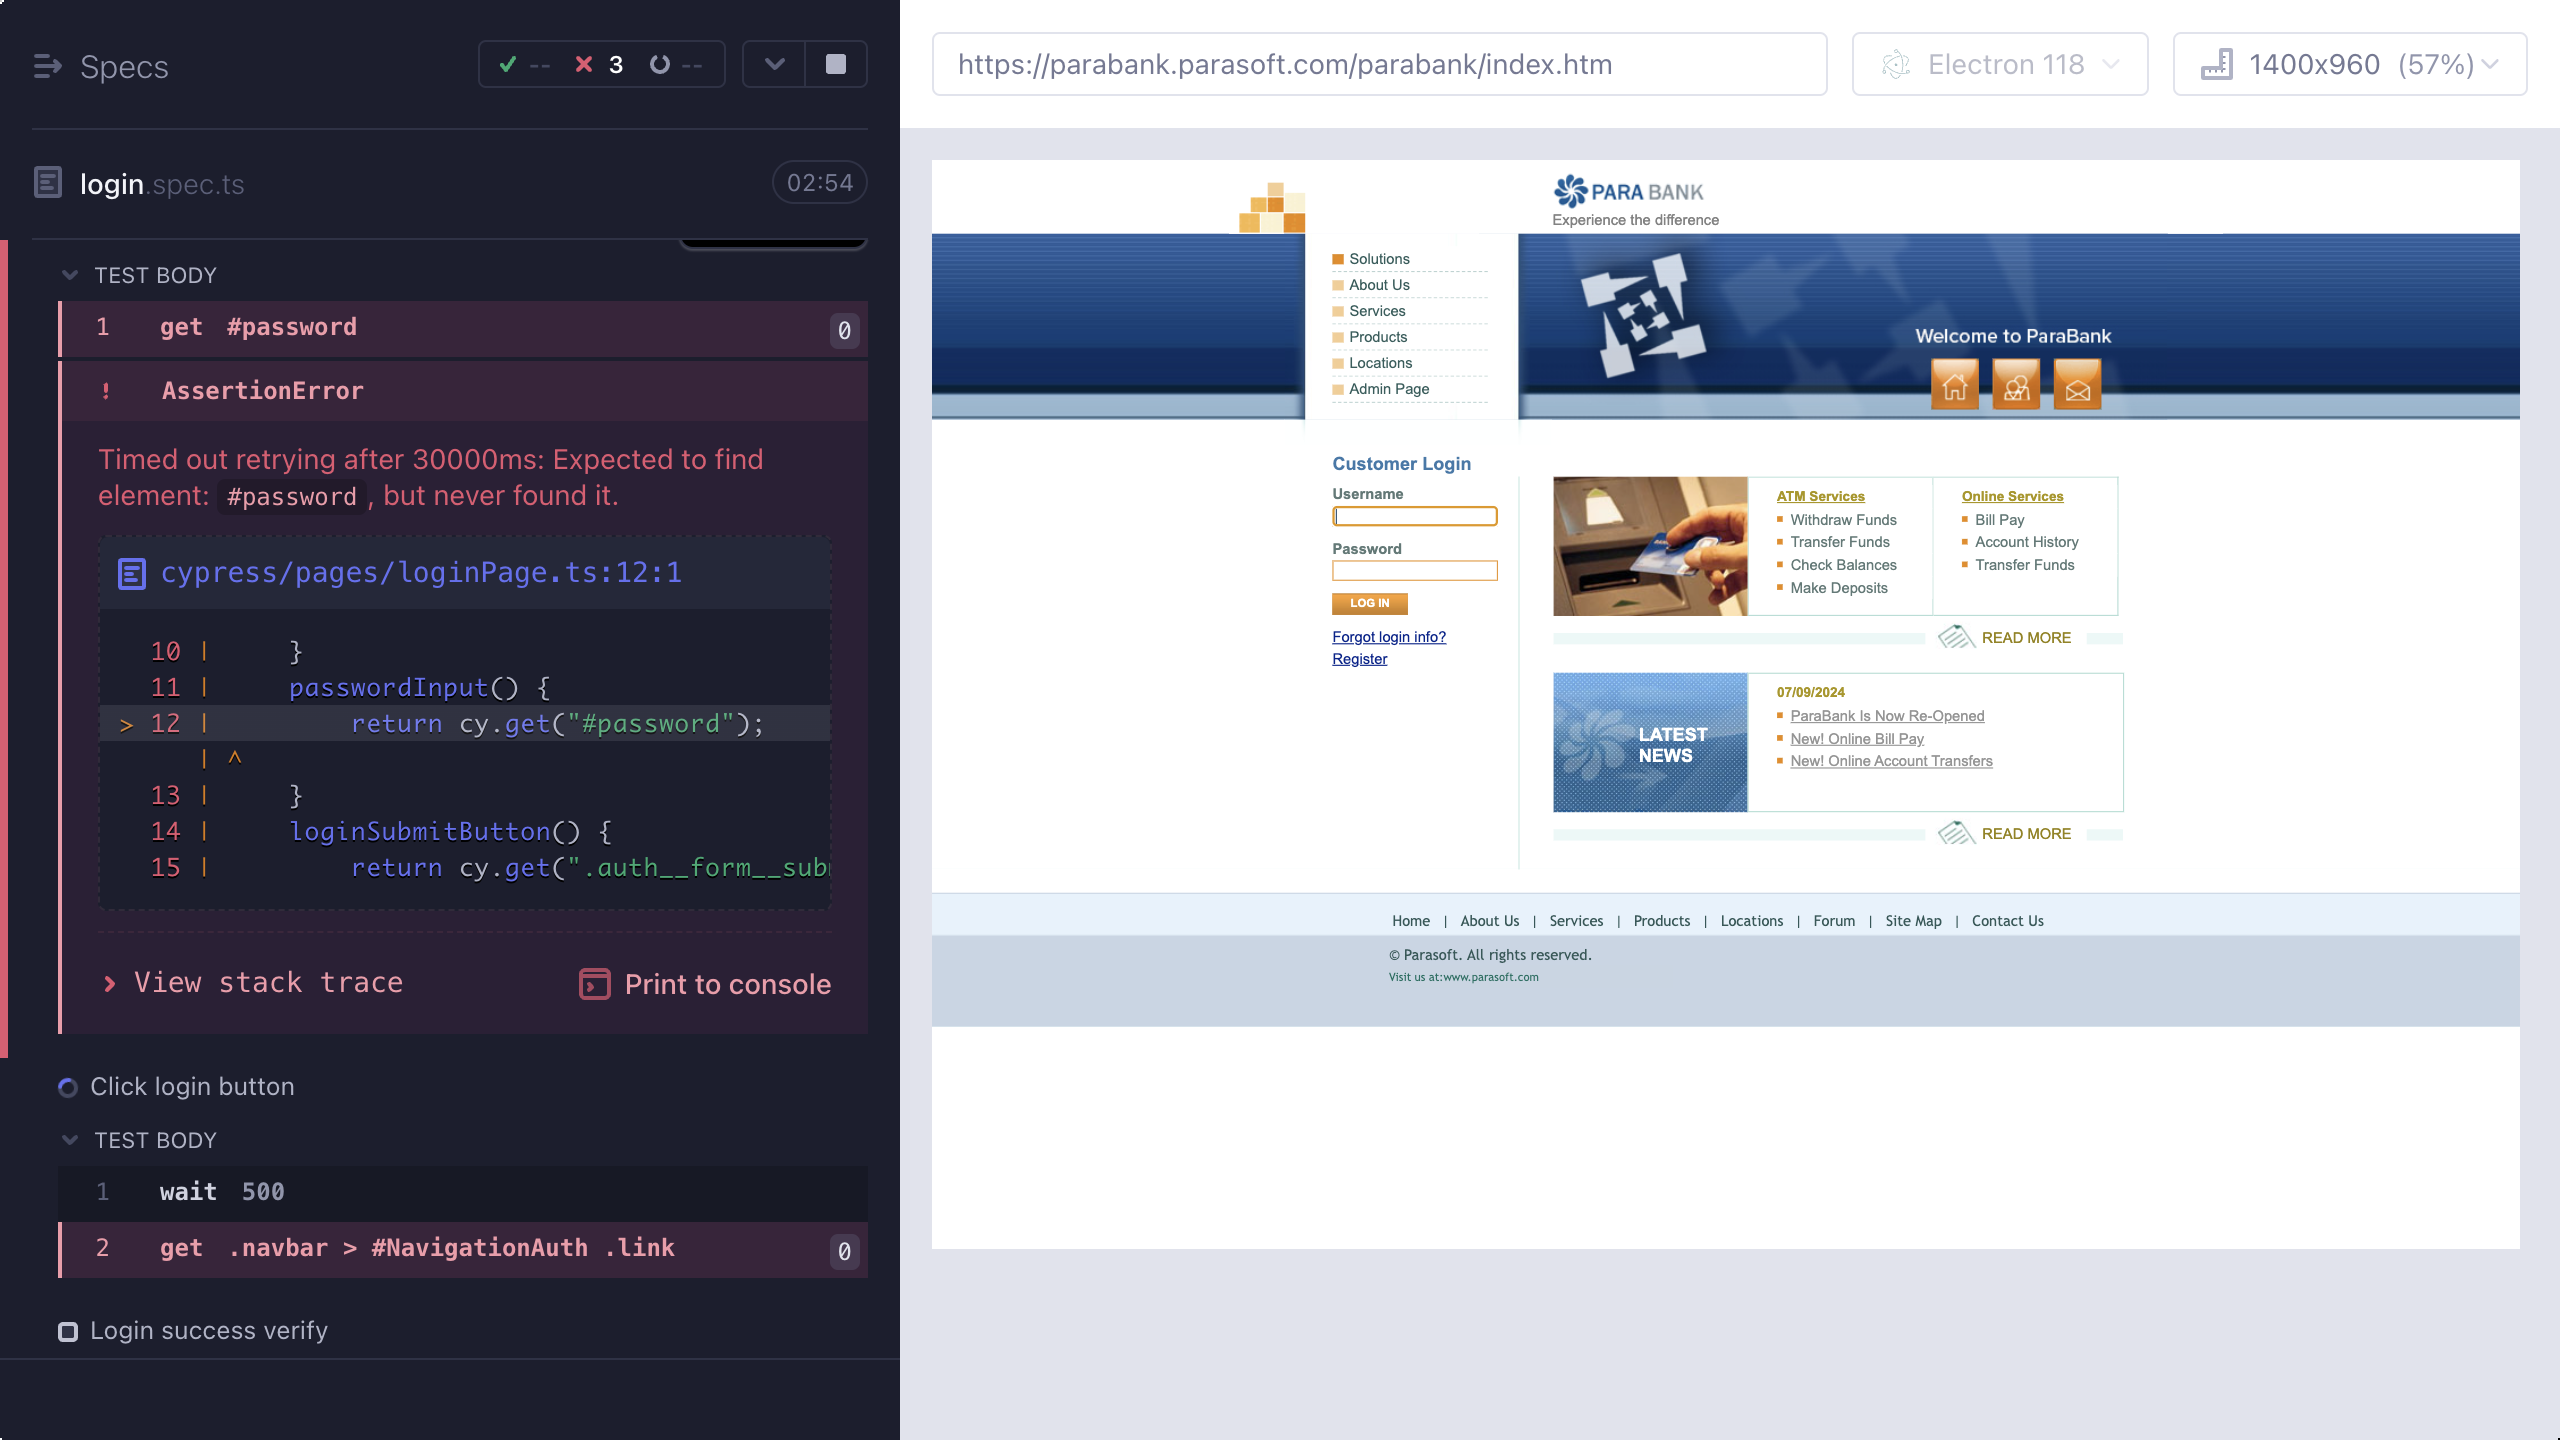 Specs
-- 3 --
login.spec.ts
02:54
TEST BODY
1 get #password 0
! AssertionError
Timed out retrying after 30000ms: Expected to find
element: #password, but never found it.
cypress/pages/loginPage.ts:12:1
10 | }
11 | passwordInput() {
> 12 | return cy.get("#password");
| ^
13 | }
14 | loginSubmitButton() {
15 | return cy.get(".auth__form__sub
View stack trace
Print to console
Click login button
TEST BODY
1 wait 500
2 get .navbar > #NavigationAuth .link 0
Login success verify
https://parabank.parasoft.com/parabank/index.htm
Electron 118
1400x960 (57%)
PARA BANK
Experience the difference
Solutions
About Us
Services
Products
Locations
Admin Page
Welcome to ParaBank
Customer Login
Username
Password
LOG IN
Forgot login info?
Register
ATM Services
Withdraw Funds
Transfer Funds
Check Balances
Make Deposits
Online Services
Bill Pay
Account History
Transfer Funds
READ MORE
LATEST
NEWS
07/09/2024
ParaBank Is Now Re-Opened
New! Online Bill Pay
New! Online Account Transfers
READ MORE
Home | About Us | Services | Products | Locations | Forum | Site Map | Contact Us
© Parasoft. All rights reserved.
Visit us at:www.parasoft.com